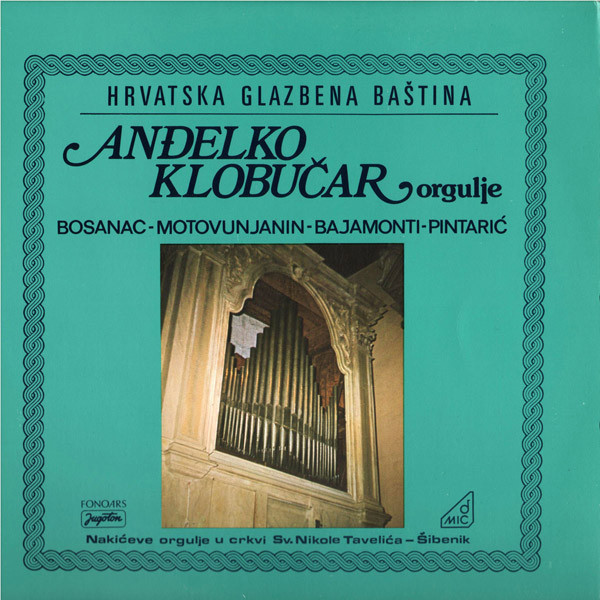 HRVATSKA GLAZBENA BAŠTINA
ANĐELKO
KLOBUČAR orgulje
BOSANAC-MOTOVUNJANIN-BAJAMONTI-PINTARIĆ
FONOARS
Jugoton
d
MIC
Nakićeve orgulje u crkvi Sv. Nikole Tavelića – Šibenik